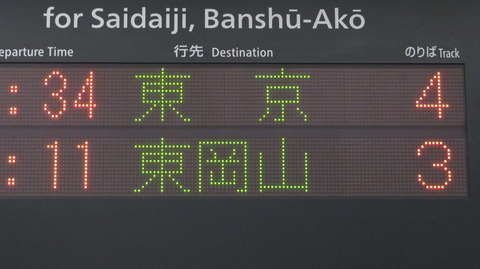 for Saidaiji, Banshū-Akō
eparture Time 行先 Destination のりば Track
:34 東京 4
:11 東岡山 3